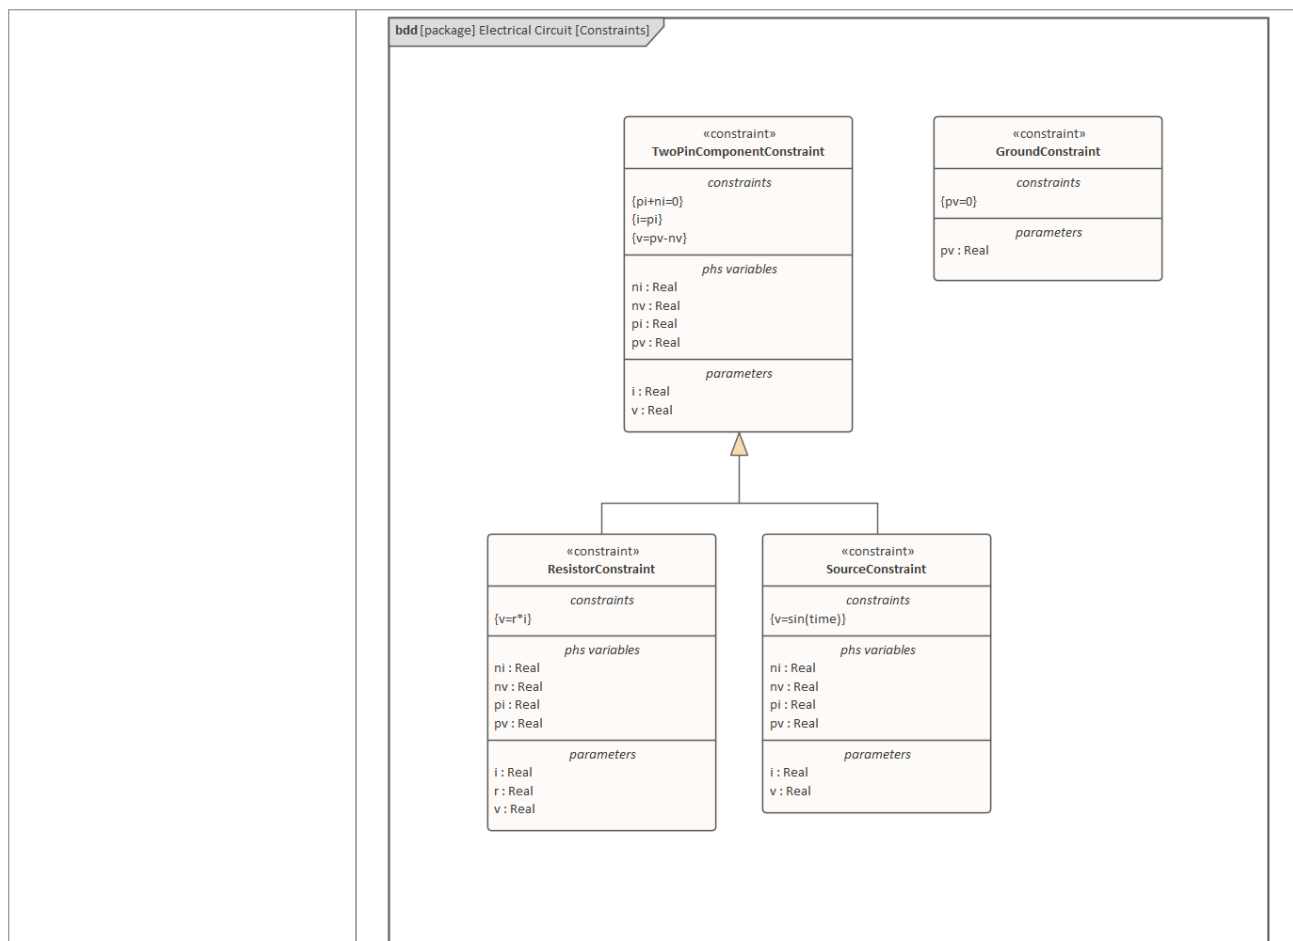 bdd [package] Electrical Circuit [Constraints]
«constraint»
TwoPinComponentConstraint
constraints
{pi+ni=0}
{i=pi}
{v=pv-nv}
phs variables
ni : Real
nv : Real
pi : Real
pv : Real
parameters
i : Real
v : Real
«constraint»
GroundConstraint
constraints
{pv=0}
parameters
pv : Real
«constraint»
ResistorConstraint
constraints
{v=r*i}
phs variables
ni : Real
nv : Real
pi : Real
pv : Real
parameters
i : Real
r : Real
v : Real
«constraint»
SourceConstraint
constraints
{v=sin(time)}
phs variables
ni : Real
nv : Real
pi : Real
pv : Real
parameters
i : Real
v : Real